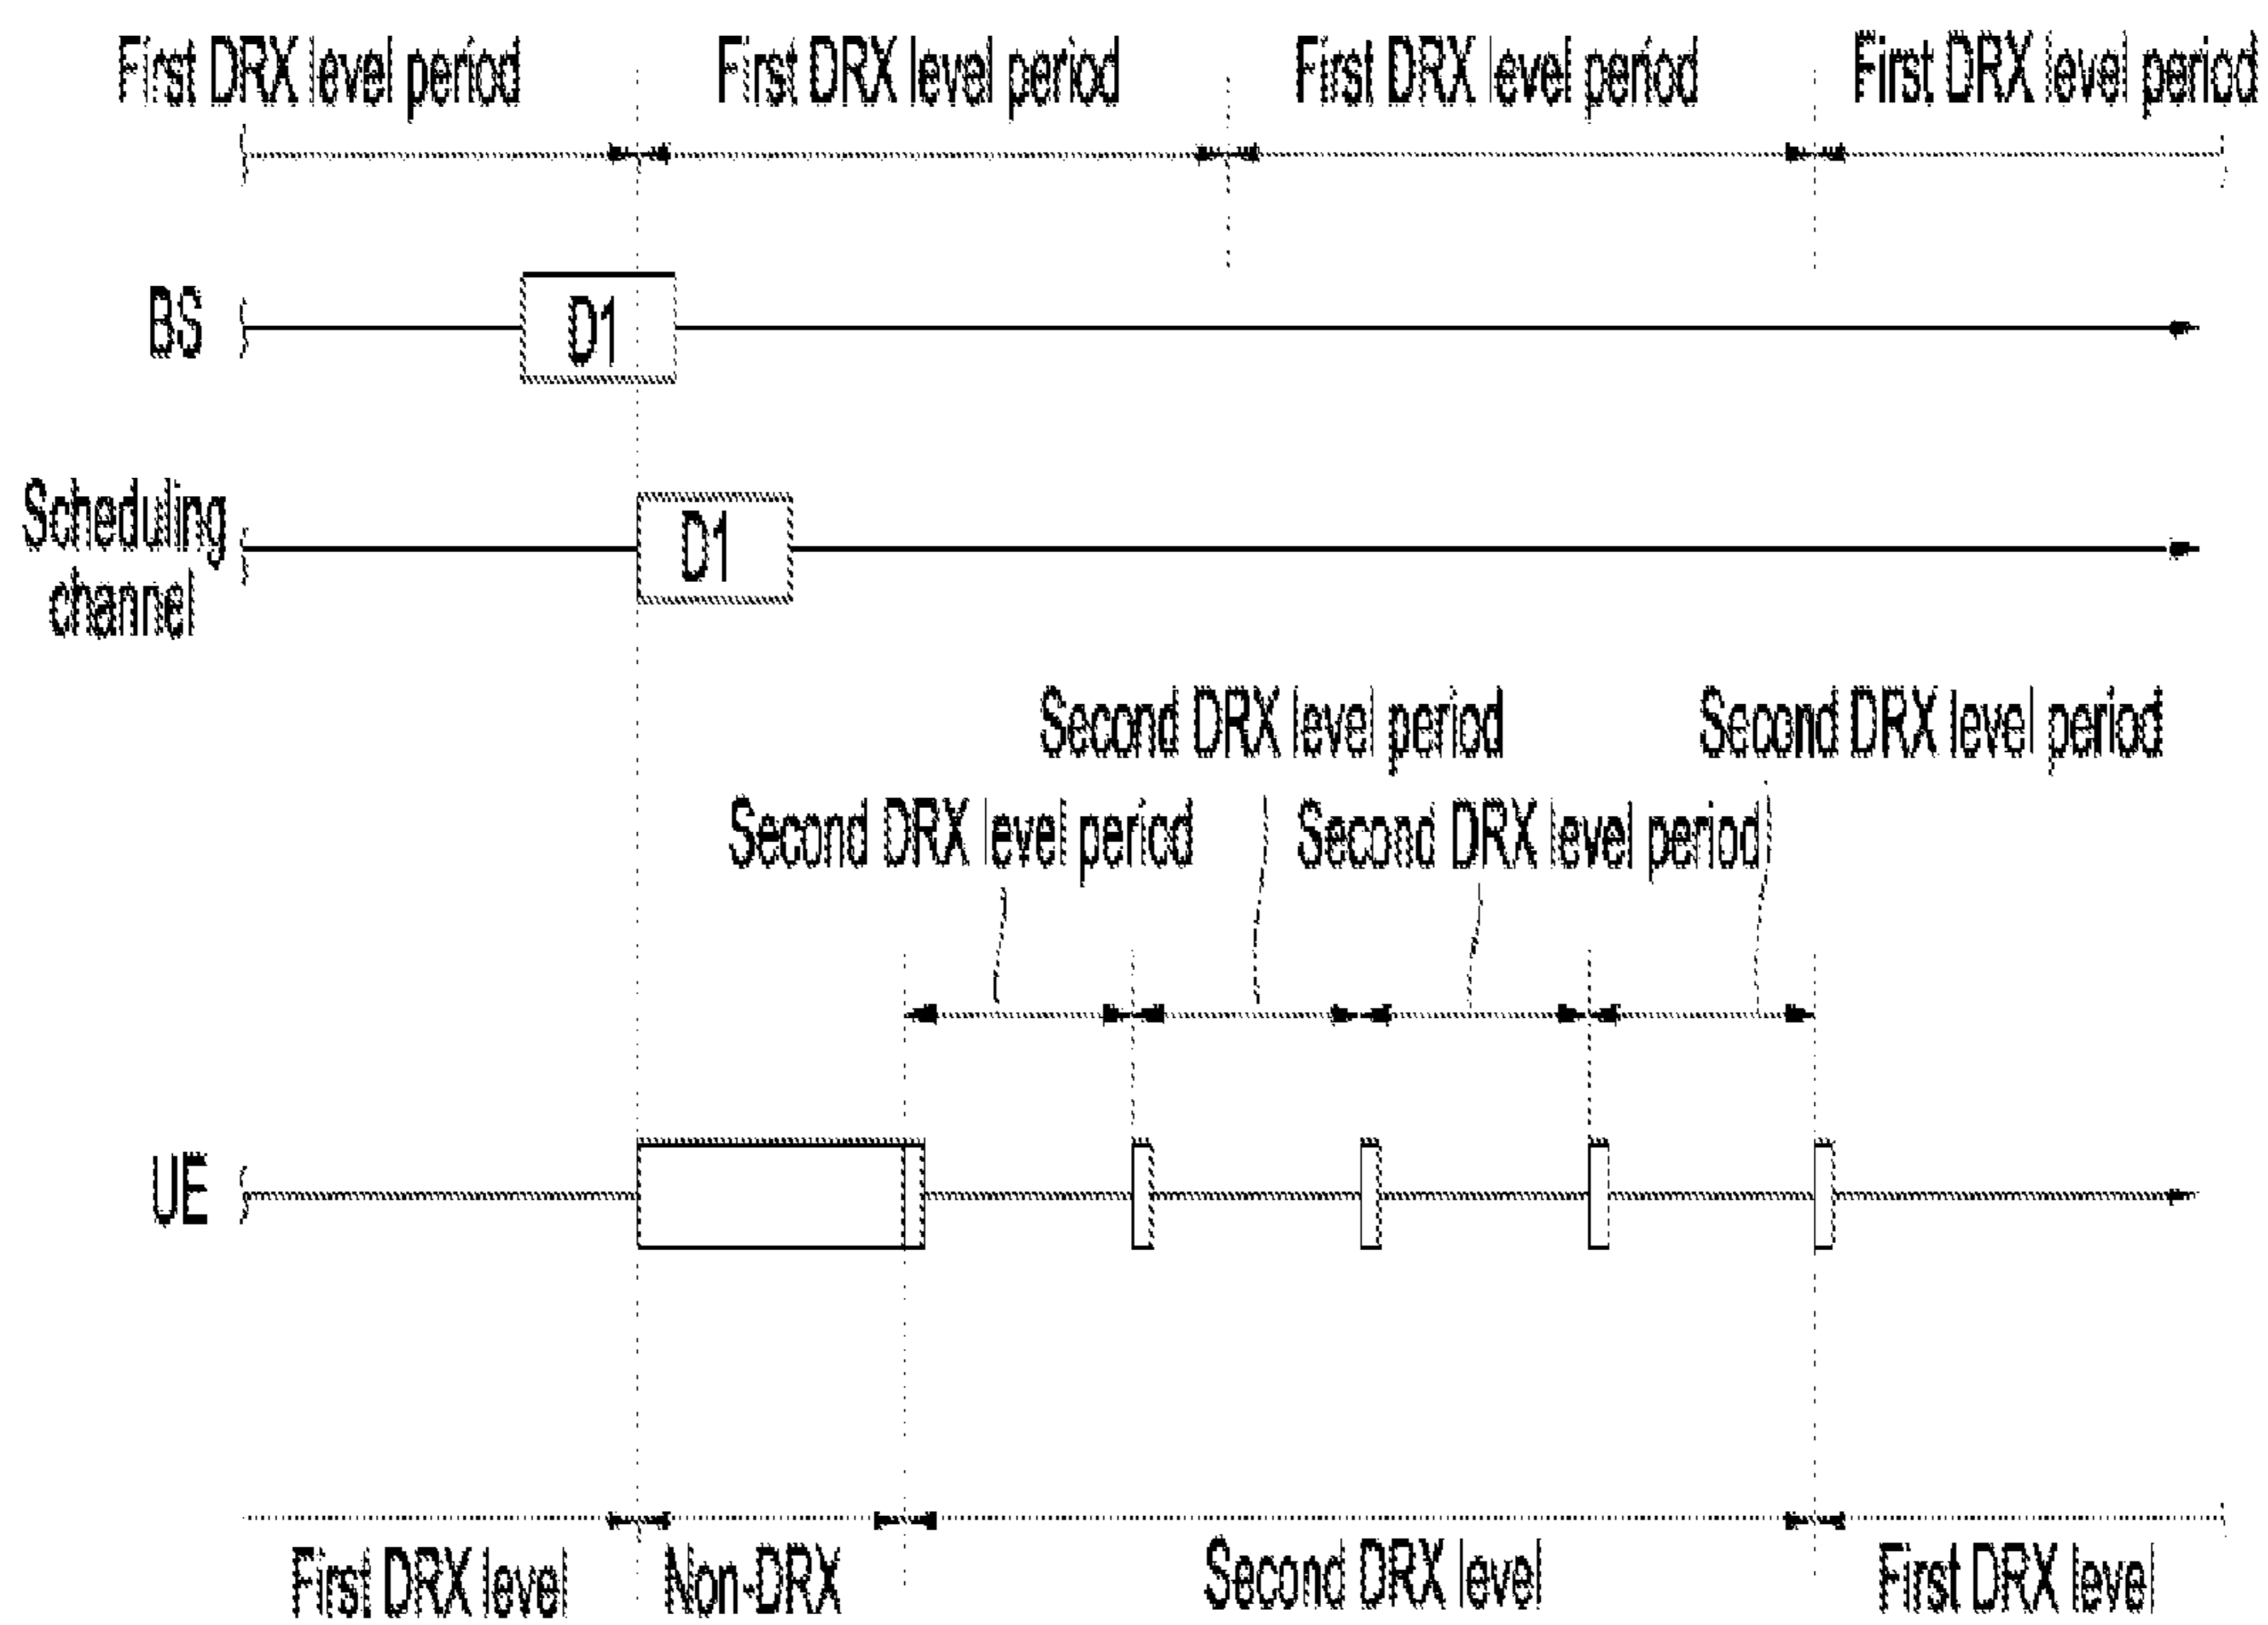 First DRX level period
First DRX level period
First DRX level period
First DRX level period
BS
D1
Scheduling
channel
D1
Second DRX level period
Second DRX level period
Second DRX level period
Second DRX level period
UE
First DRX level
Non-DRX
Second DRX level
First DRX level